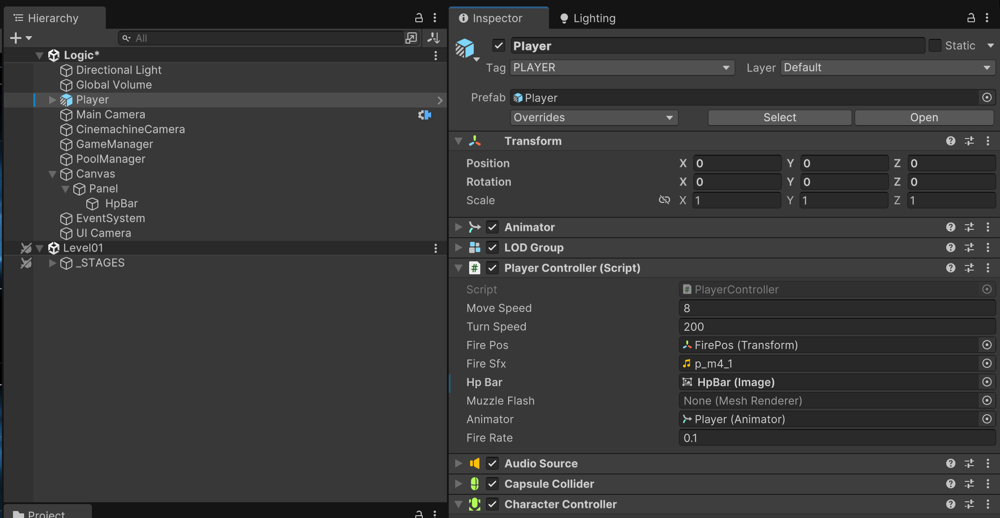 Hierarchy
All
Logic*
Directional Light
Global Volume
Player
Main Camera
CinemachineCamera
GameManager
PoolManager
Canvas
Panel
HpBar
EventSystem
UI Camera
Level01
_STAGES
Project
Inspector
Lighting
Player
Static
Tag PLAYER Layer Default
Prefab Player
Overrides Select Open
Transform
Position X 0 Y 0 Z 0
Rotation X 0 Y 0 Z 0
Scale X 1 Y 1 Z 1
Animator
LOD Group
# Player Controller (Script)
Script # PlayerController
Move Speed 8
Turn Speed 200
Fire Pos FirePos (Transform)
Fire Sfx p_m4_1
Hp Bar HpBar (Image)
Muzzle Flash None (Mesh Renderer)
Animator Player (Animator)
Fire Rate 0.1
Audio Source
Capsule Collider
Character Controller